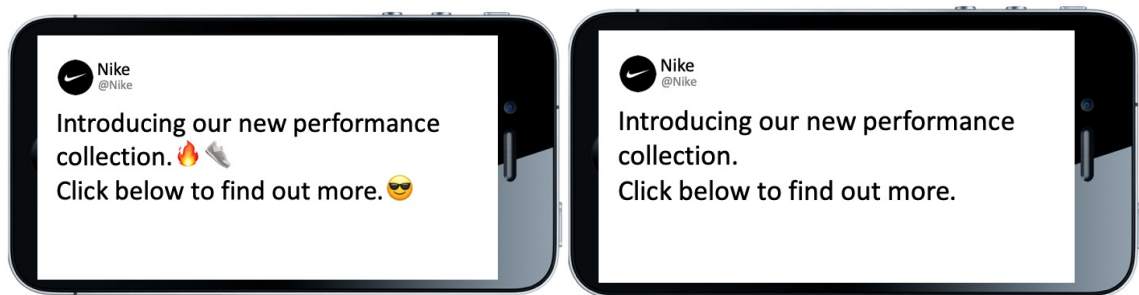 Nike
@Nike
Introducing our new performance
collection.🔥👟
Click below to find out more.😎
Nike
@Nike
Introducing our new performance
collection.
Click below to find out more.